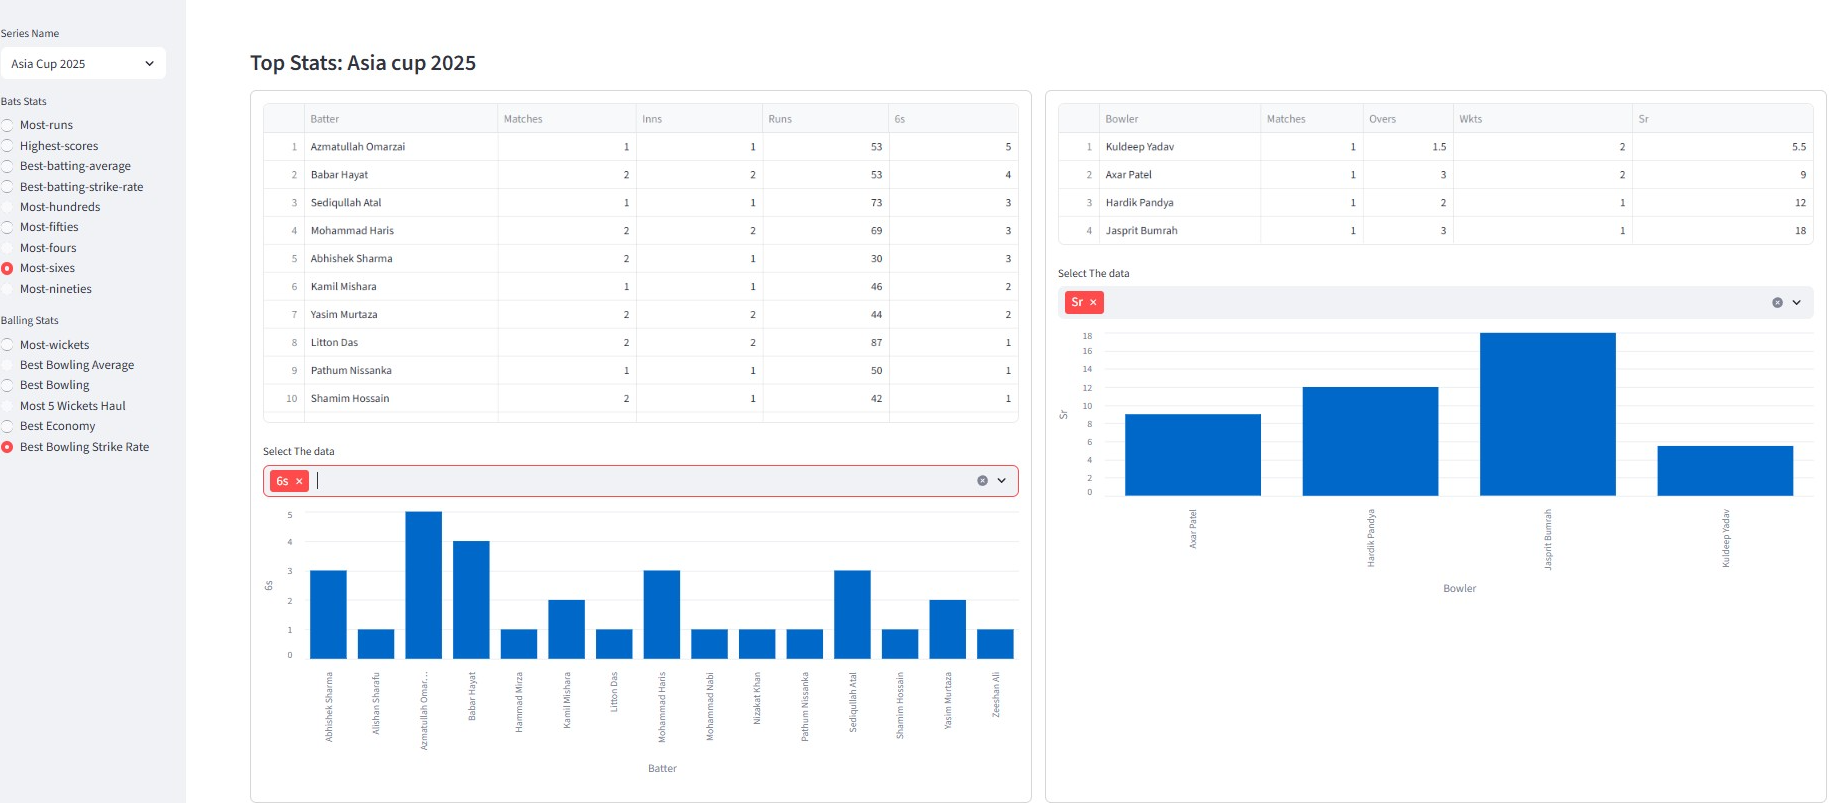 Series Name
Asia Cup 2025
Bats Stats
Most-runs
Highest-scores
Best-batting-average
Best-batting-strike-rate
Most-hundreds
Most-fifties
Most-fours
Most-sixes
Most-nineties
Balling Stats
Most-wickets
Best Bowling Average
Best Bowling
Most 5 Wickets Haul
Best Economy
Best Bowling Strike Rate
Top Stats: Asia cup 2025
Batter Matches Inns Runs 6s
1 Azmatullah Omarzai 1 1 53 5
2 Babar Hayat 2 2 53 4
3 Sediqullah Atal 1 1 73 3
4 Mohammad Haris 2 2 69 3
5 Abhishek Sharma 2 1 30 3
6 Kamil Mishara 1 1 46 2
7 Yasim Murtaza 2 2 44 2
8 Litton Das 2 2 87 1
9 Pathum Nissanka 1 1 50 1
10 Shamim Hossain 2 1 42 1
Select The data
6s ×
5
4
3
2
1
0
6s
Abhishek Sharma
Alishan Sharafu
Azmatullah Omar…
Babar Hayat
Hammad Mirza
Kamil Mishara
Litton Das
Mohammad Haris
Mohammad Nabi
Nizakat Khan
Pathum Nissanka
Sediqullah Atal
Shamim Hossain
Yasim Murtaza
Zeeshan Ali
Batter
Bowler Matches Overs Wkts Sr
1 Kuldeep Yadav 1 1.5 2 5.5
2 Axar Patel 1 3 2 9
3 Hardik Pandya 1 2 1 12
4 Jasprit Bumrah 1 3 1 18
Select The data
Sr ×
18
16
14
12
10
8
6
4
2
0
Sr
Axar Patel
Hardik Pandya
Jasprit Bumrah
Kuldeep Yadav
Bowler